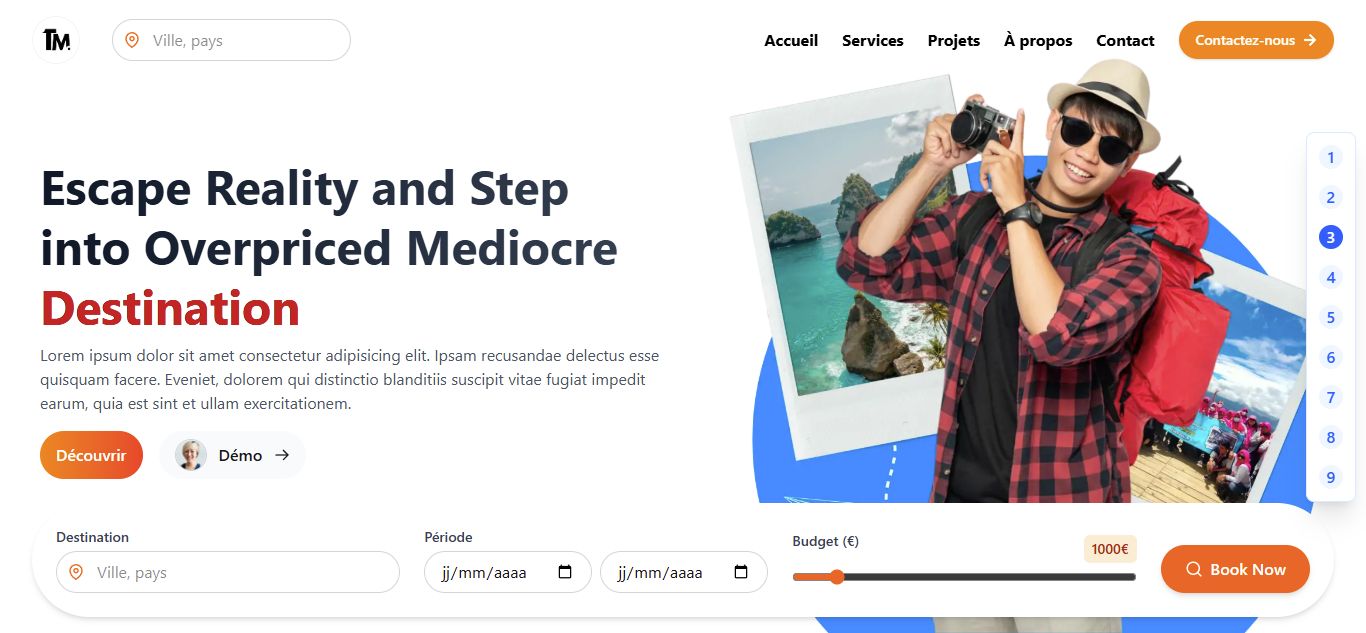 TM
Ville, pays
Accueil
Services
Projets
À propos
Contact
Contactez-nous
Escape Reality and Step
into Overpriced Mediocre
Destination
Lorem ipsum dolor sit amet consectetur adipisicing elit. Ipsam recusandae delectus esse
quisquam facere. Eveniet, dolorem qui distinctio blanditiis suscipit vitae fugiat impedit
earum, quia est sint et ullam exercitationem.
Découvrir
Démo
1
2
3
4
5
6
7
8
9
Destination
Ville, pays
Période
jj/mm/aaaa
jj/mm/aaaa
Budget (€)
1000€
Book Now